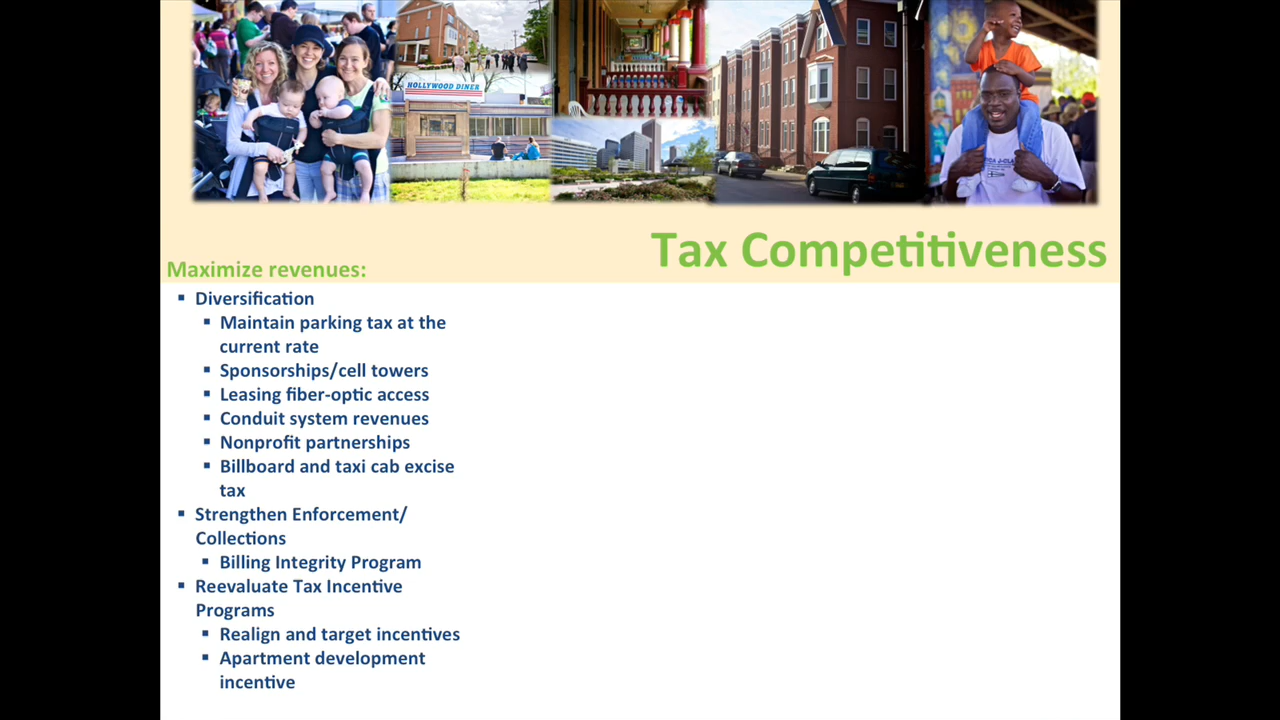 HOLLYWOOD DINER
Tax Competitiveness
Maximize revenues:
▪ Diversification
▪ Maintain parking tax at the
current rate
▪ Sponsorships/cell towers
▪ Leasing fiber-optic access
▪ Conduit system revenues
▪ Nonprofit partnerships
▪ Billboard and taxi cab excise
tax
▪ Strengthen Enforcement/
Collections
▪ Billing Integrity Program
▪ Reevaluate Tax Incentive
Programs
▪ Realign and target incentives
▪ Apartment development
incentive